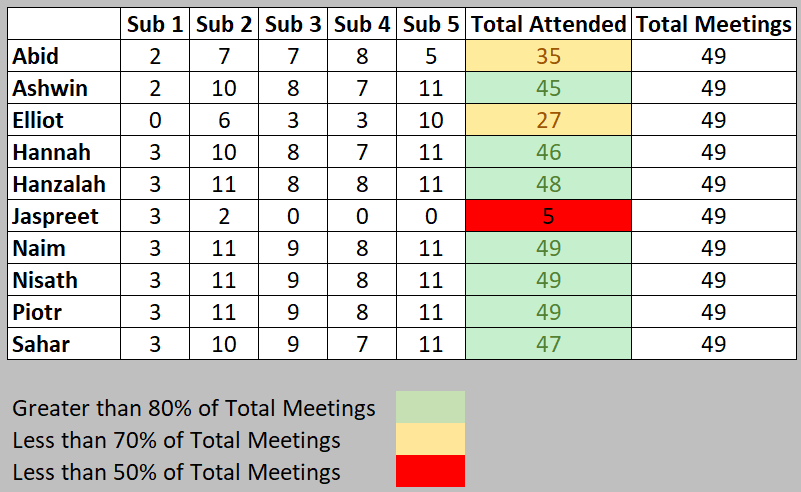 Sub 1 Sub 2 Sub 3 Sub 4 Sub 5 Total Attended Total Meetings
Abid 2 7 7 8 5 35 49
Ashwin 2 10 8 7 11 45 49
Elliot 0 6 3 3 10 27 49
Hannah 3 10 8 7 11 46 49
Hanzalah 3 11 8 8 11 48 49
Jaspreet 3 2 0 0 0 5 49
Naim 3 11 9 8 11 49 49
Nisath 3 11 9 8 11 49 49
Piotr 3 11 9 8 11 49 49
Sahar 3 10 9 7 11 47 49
Greater than 80% of Total Meetings
Less than 70% of Total Meetings
Less than 50% of Total Meetings